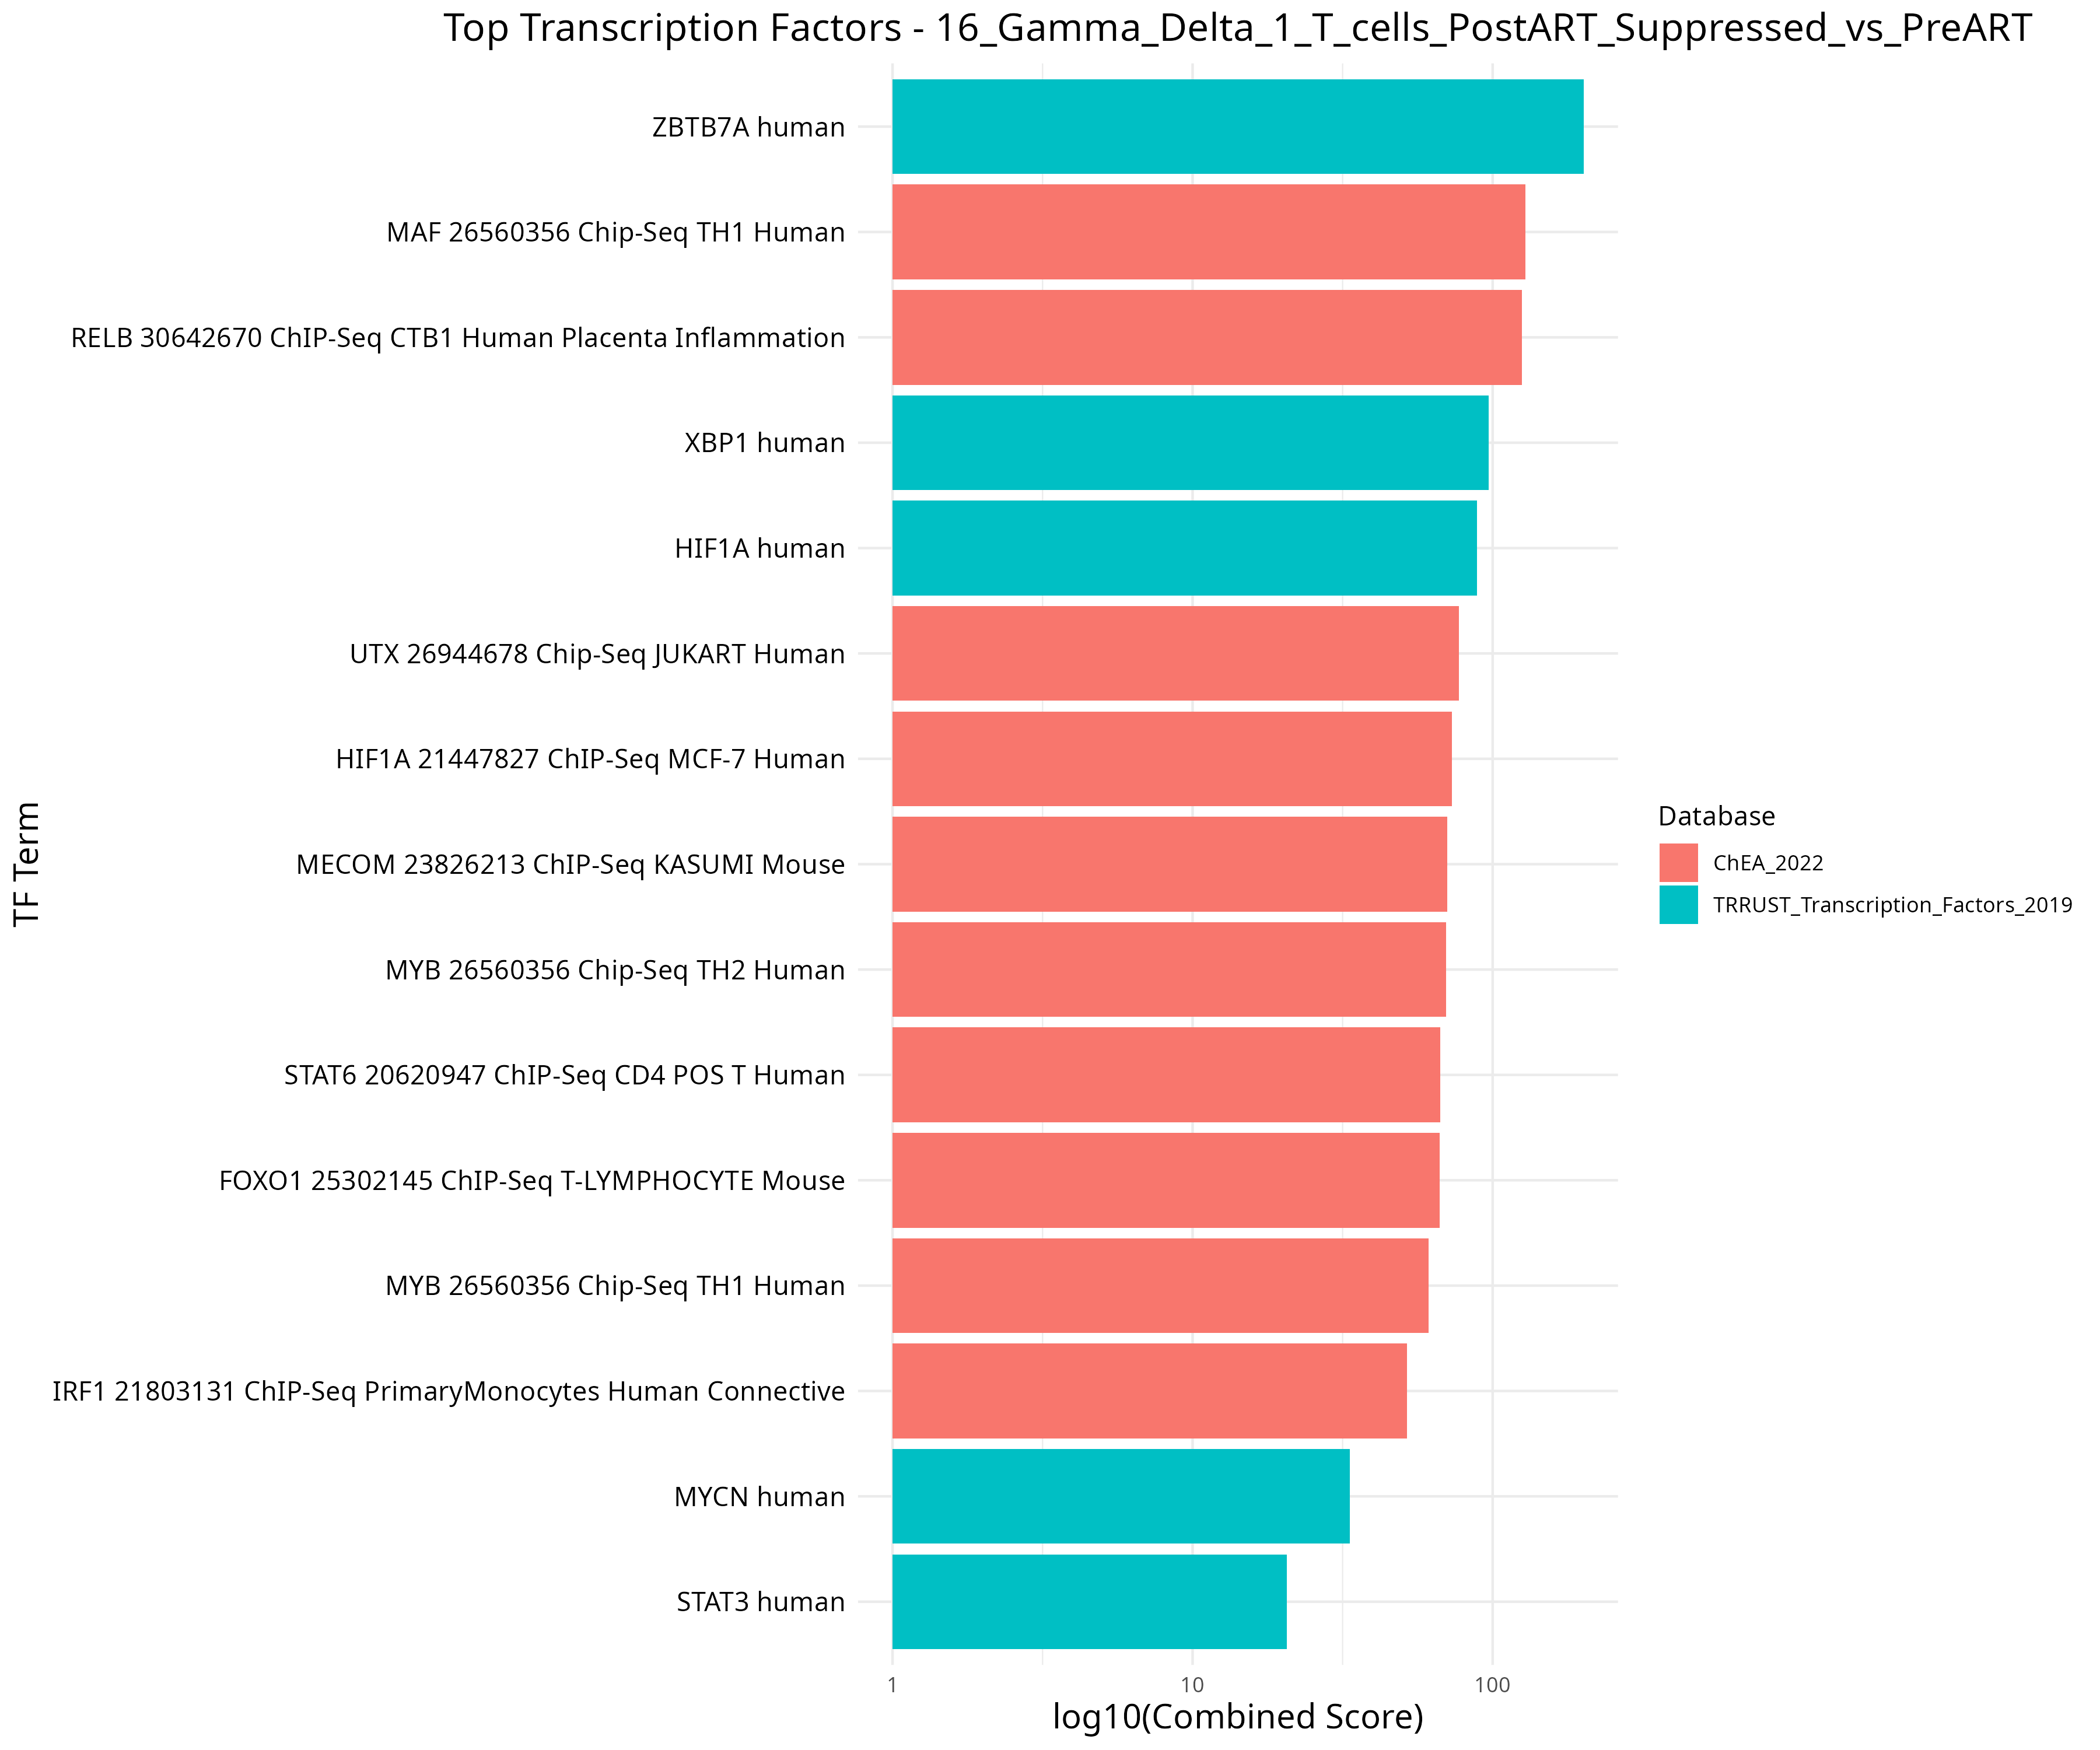 Top Transcription Factors - 16_Gamma_Delta_1_T_cells_PostART_Suppressed_vs_PreART
ZBTB7A human
MAF 26560356 Chip-Seq TH1 Human
RELB 30642670 ChIP-Seq CTB1 Human Placenta Inflammation
XBP1 human
HIF1A human
UTX 26944678 Chip-Seq JUKART Human
HIF1A 21447827 ChIP-Seq MCF-7 Human
MECOM 23826213 ChIP-Seq KASUMI Mouse
MYB 26560356 Chip-Seq TH2 Human
STAT6 20620947 ChIP-Seq CD4 POS T Human
FOXO1 25302145 ChIP-Seq T-LYMPHOCYTE Mouse
MYB 26560356 Chip-Seq TH1 Human
IRF1 21803131 ChIP-Seq PrimaryMonocytes Human Connective
MYCN human
STAT3 human
TF Term
1 10 100
log10(Combined Score)
Database
ChEA_2022
TRRUST_Transcription_Factors_2019